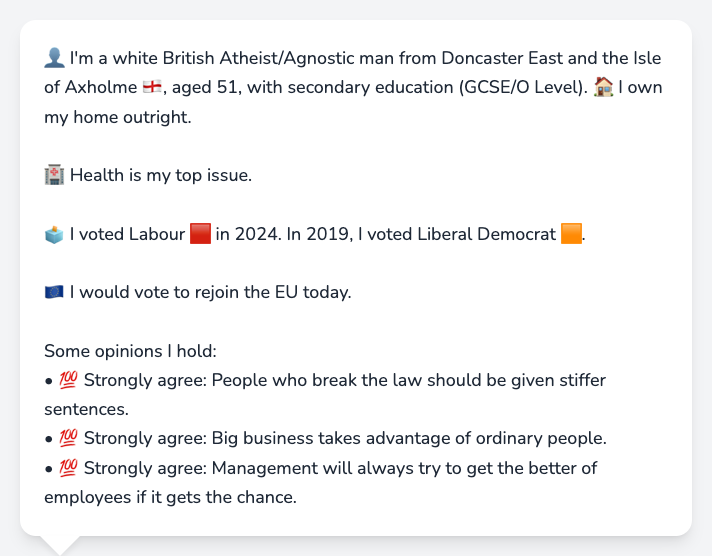 👤 I'm a white British Atheist/Agnostic man from Doncaster East and the Isle
of Axholme 🏴󠁧󠁢󠁥󠁮󠁧󠁿, aged 51, with secondary education (GCSE/O Level). 🏠 I own
my home outright.
🏥 Health is my top issue.
🗳️ I voted Labour 🟥 in 2024. In 2019, I voted Liberal Democrat 🟧.
🇪🇺 I would vote to rejoin the EU today.
Some opinions I hold:
• 💯 Strongly agree: People who break the law should be given stiffer
sentences.
• 💯 Strongly agree: Big business takes advantage of ordinary people.
• 💯 Strongly agree: Management will always try to get the better of
employees if it gets the chance.